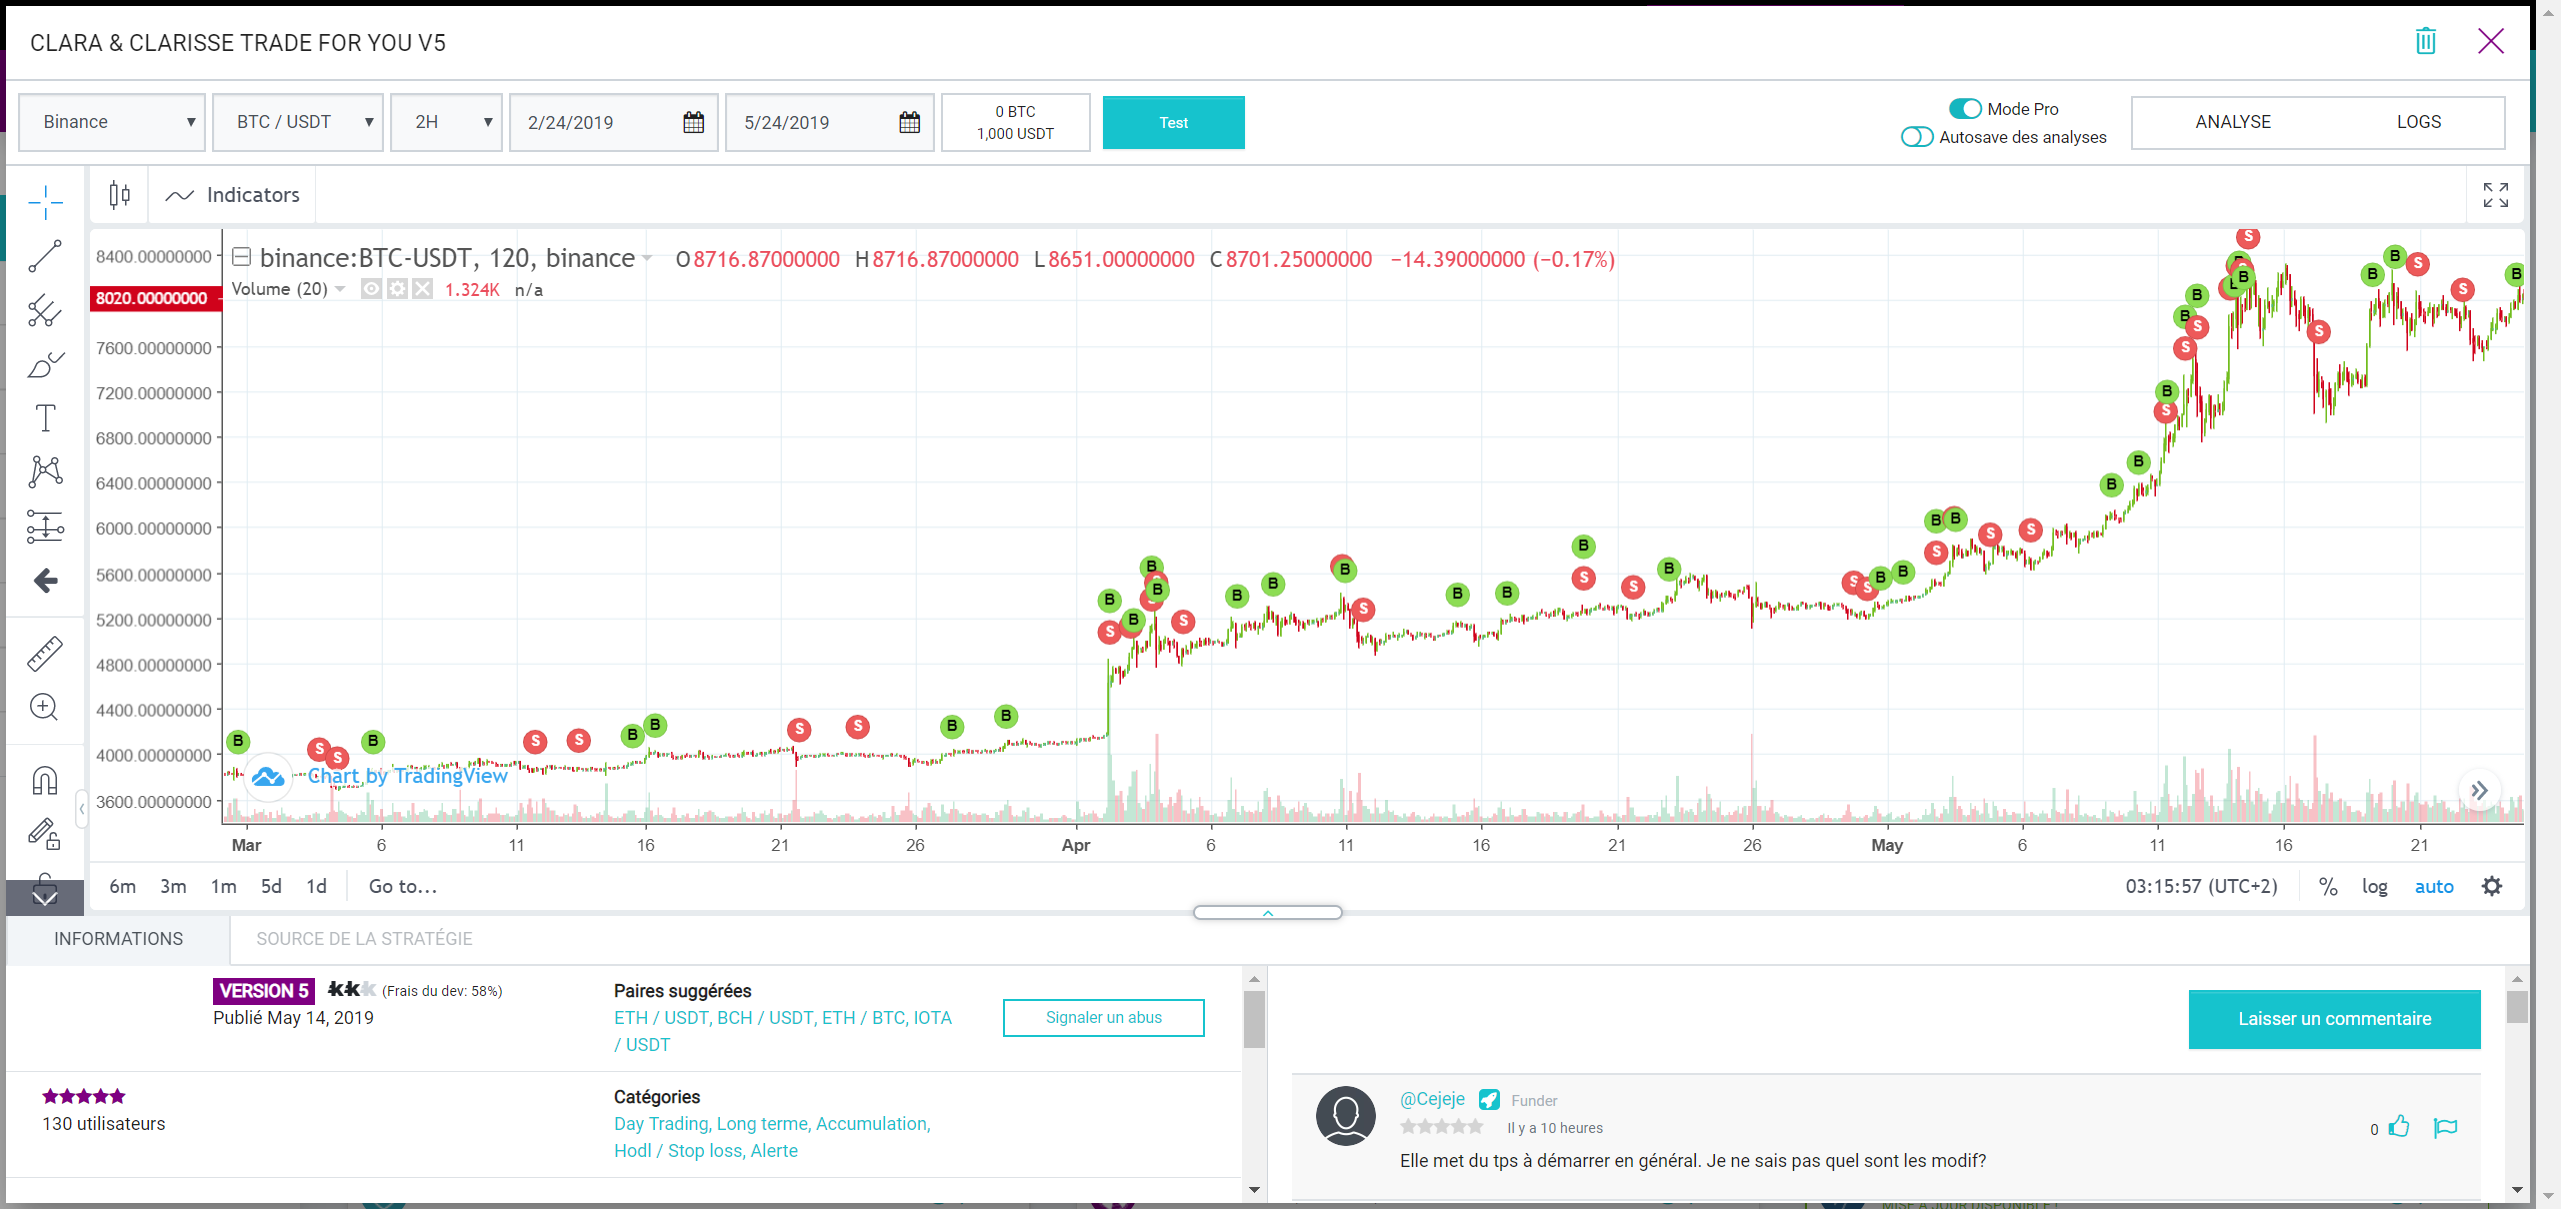 CLARA & CLARISSE TRADE FOR YOU V5
Binance
BTC / USDT
2H
2/24/2019
5/24/2019
0 BTC
1,000 USDT
Test
Mode Pro
Autosave des analyses
ANALYSE
LOGS
Indicators
binance:BTC-USDT, 120, binance O8716.87000000 H8716.87000000 L8651.00000000 C8701.25000000 −14.39000000 (−0.17%)
Volume (20) 1.324K n/a
8400.00000000
8020.00000000
7600.00000000
7200.00000000
6800.00000000
6400.00000000
6000.00000000
5600.00000000
5200.00000000
4800.00000000
4400.00000000
4000.00000000
3600.00000000
Chart by TradingView
Mar 6 11 16 21 26 Apr 6 11 16 21 26 May 6 11 16 21
6m 3m 1m 5d 1d Go to...
03:15:57 (UTC+2) % log auto
INFORMATIONS
SOURCE DE LA STRATÉGIE
VERSION 5 (Frais du dev: 58%)
Publié May 14, 2019
Paires suggérées
ETH / USDT, BCH / USDT, ETH / BTC, IOTA
/ USDT
Signaler un abus
130 utilisateurs
Catégories
Day Trading, Long terme, Accumulation,
Hodl / Stop loss, Alerte
Laisser un commentaire
@Cejeje Funder
Il y a 10 heures
0
Elle met du tps à démarrer en général. Je ne sais pas quel sont les modif?
MISE À JOUR DISPONIBLE !